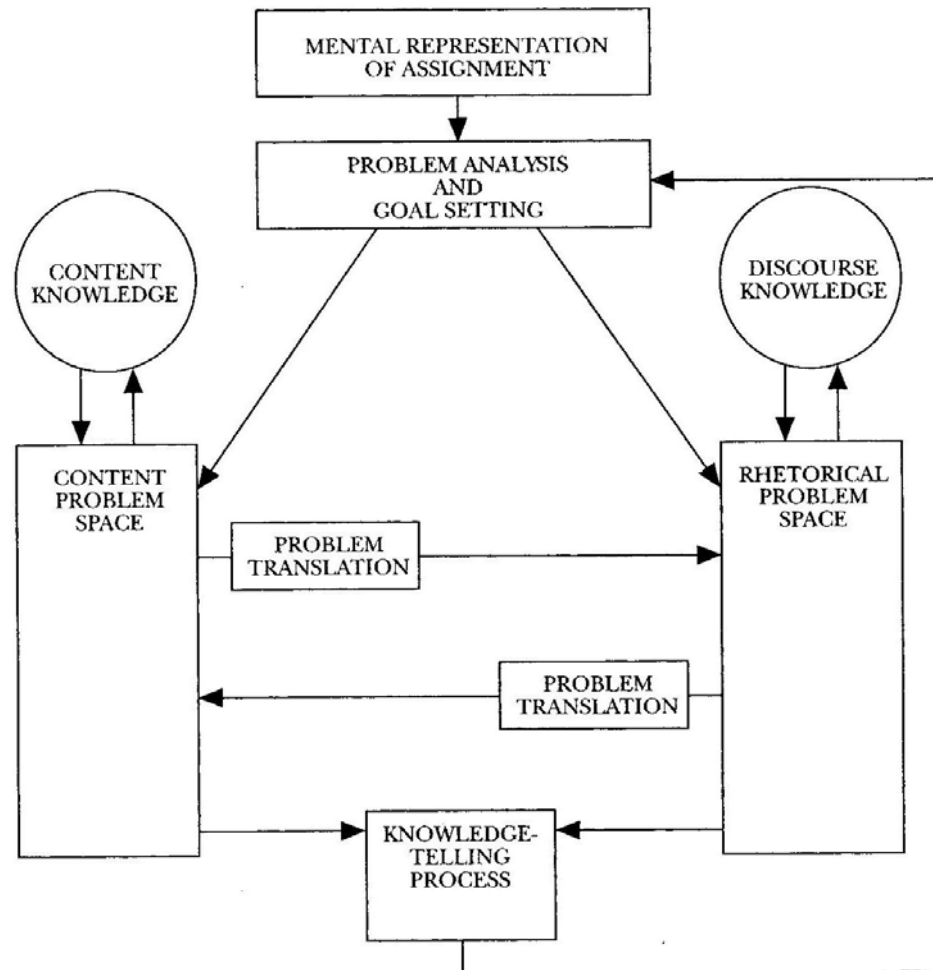 MENTAL REPRESENTATION
OF ASSIGNMENT
PROBLEM ANALYSIS
AND
GOAL SETTING
CONTENT
KNOWLEDGE
DISCOURSE
KNOWLEDGE
CONTENT
PROBLEM
SPACE
RHETORICAL
PROBLEM
SPACE
PROBLEM
TRANSLATION
PROBLEM
TRANSLATION
KNOWLEDGE-
TELLING
PROCESS